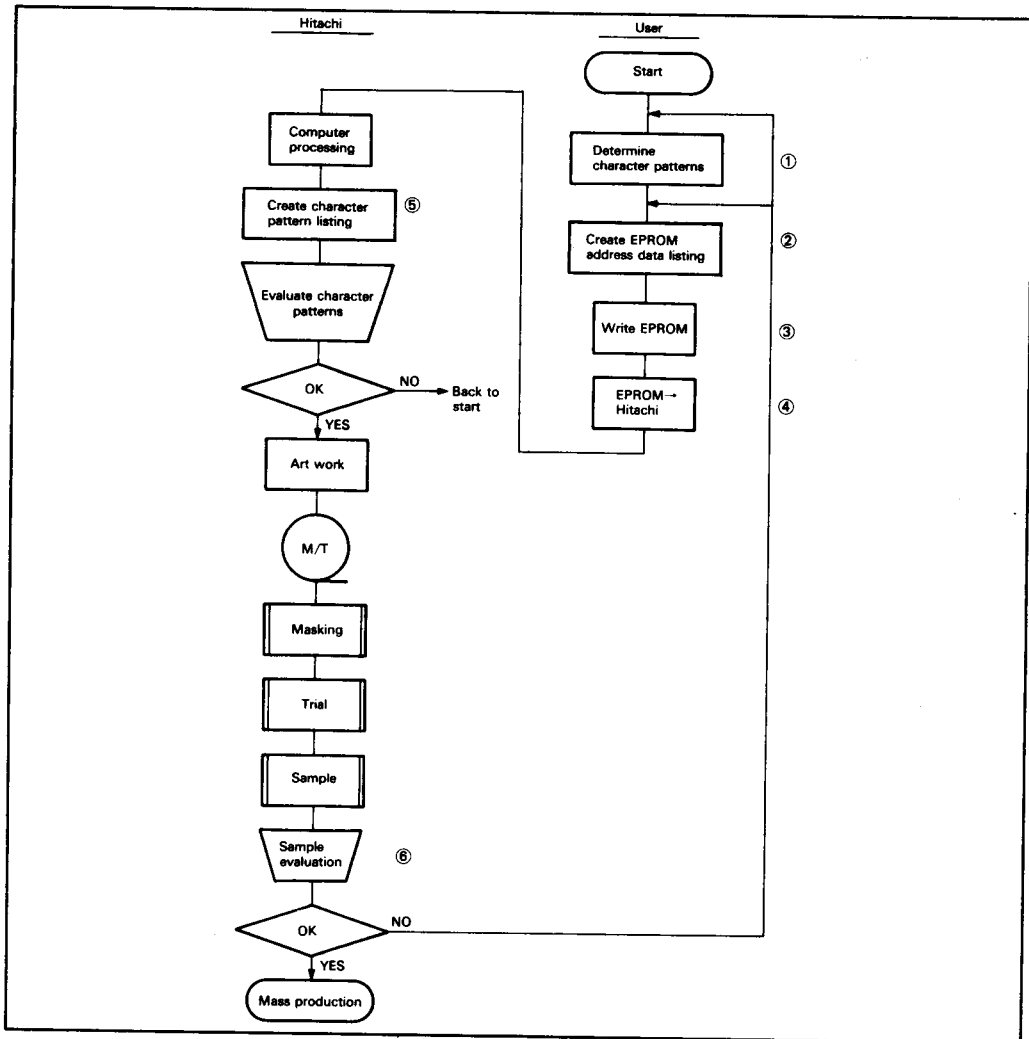 Hitachi
User
Start
Computer
processing
Determine
character patterns
①
Create character
pattern listing
⑤
Create EPROM
address data listing
②
Evaluate character
patterns
Write EPROM
③
OK
NO
Back to
start
EPROM→
Hitachi
④
YES
Art work
M/T
Masking
Trial
Sample
Sample
evaluation
⑥
OK
NO
YES
Mass production